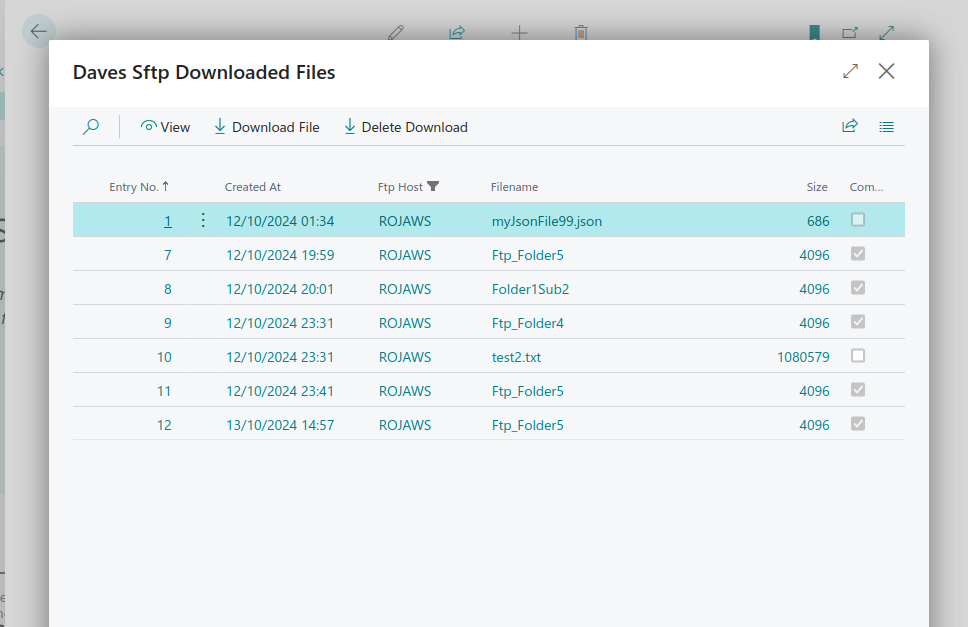 Daves Sftp Downloaded Files
View Download File Delete Download
Entry No. ↑ Created At Ftp Host Filename Size Com...
1 12/10/2024 01:34 ROJAWS myJsonFile99.json 686
7 12/10/2024 19:59 ROJAWS Ftp_Folder5 4096
8 12/10/2024 20:01 ROJAWS Folder1Sub2 4096
9 12/10/2024 23:31 ROJAWS Ftp_Folder4 4096
10 12/10/2024 23:31 ROJAWS test2.txt 1080579
11 12/10/2024 23:41 ROJAWS Ftp_Folder5 4096
12 13/10/2024 14:57 ROJAWS Ftp_Folder5 4096